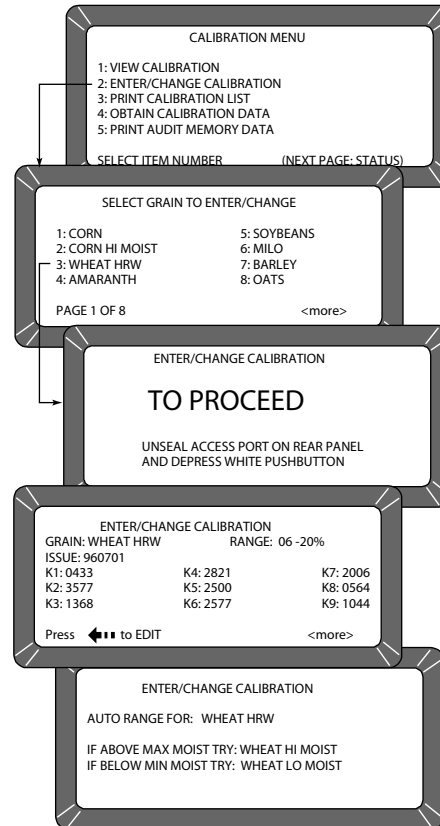 CALIBRATION MENU
1: VIEW CALIBRATION
2: ENTER/CHANGE CALIBRATION
3: PRINT CALIBRATION LIST
4: OBTAIN CALIBRATION DATA
5: PRINT AUDIT MEMORY DATA
SELECT ITEM NUMBER (NEXT PAGE: STATUS)
SELECT GRAIN TO ENTER/CHANGE
1: CORN 5: SOYBEANS
2: CORN HI MOIST 6: MILO
3: WHEAT HRW 7: BARLEY
4: AMARANTH 8: OATS
PAGE 1 OF 8 <more>
ENTER/CHANGE CALIBRATION
TO PROCEED
UNSEAL ACCESS PORT ON REAR PANEL
AND DEPRESS WHITE PUSHBUTTON
ENTER/CHANGE CALIBRATION
GRAIN: WHEAT HRW RANGE: 06 -20%
ISSUE: 960701
K1: 0433 K4: 2821 K7: 2006
K2: 3577 K5: 2500 K8: 0564
K3: 1368 K6: 2577 K9: 1044
Press to EDIT <more>
ENTER/CHANGE CALIBRATION
AUTO RANGE FOR: WHEAT HRW
IF ABOVE MAX MOIST TRY: WHEAT HI MOIST
IF BELOW MIN MOIST TRY: WHEAT LO MOIST